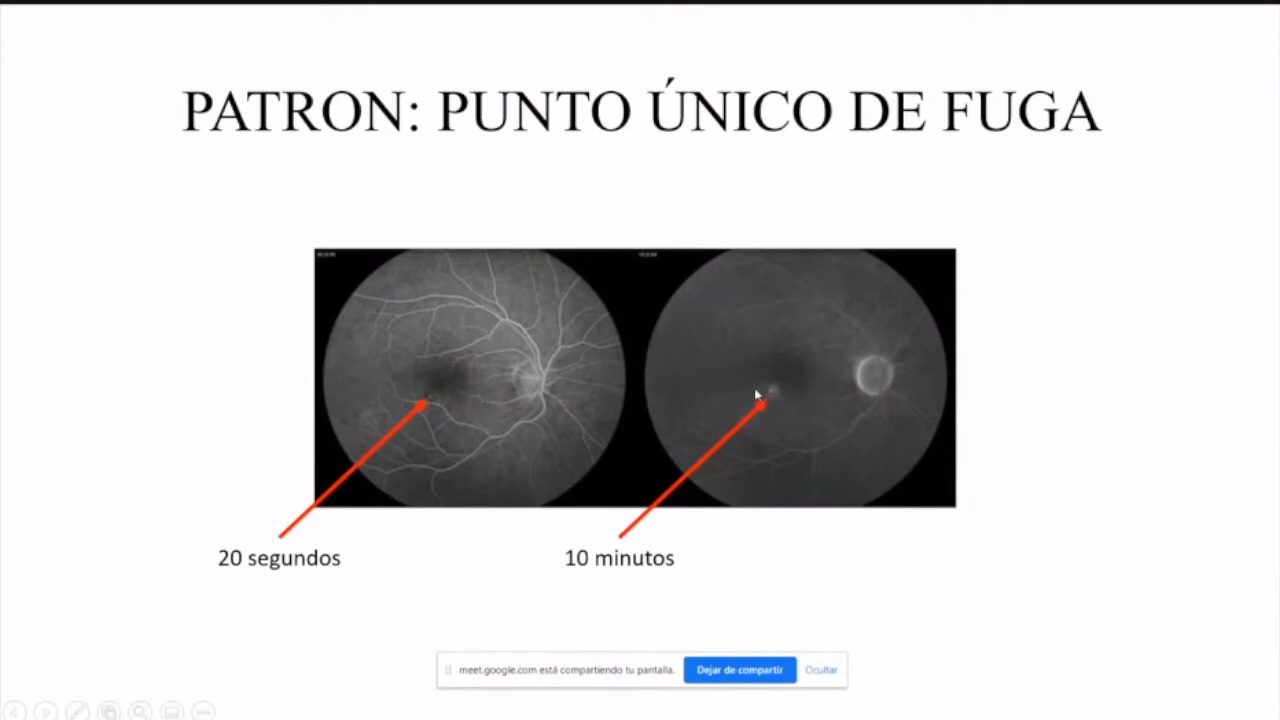 PATRON: PUNTO ÚNICO DE FUGA
20 segundos
10 minutos
meet.google.com está compartiendo tu pantalla.
Dejar de compartir
Ocultar